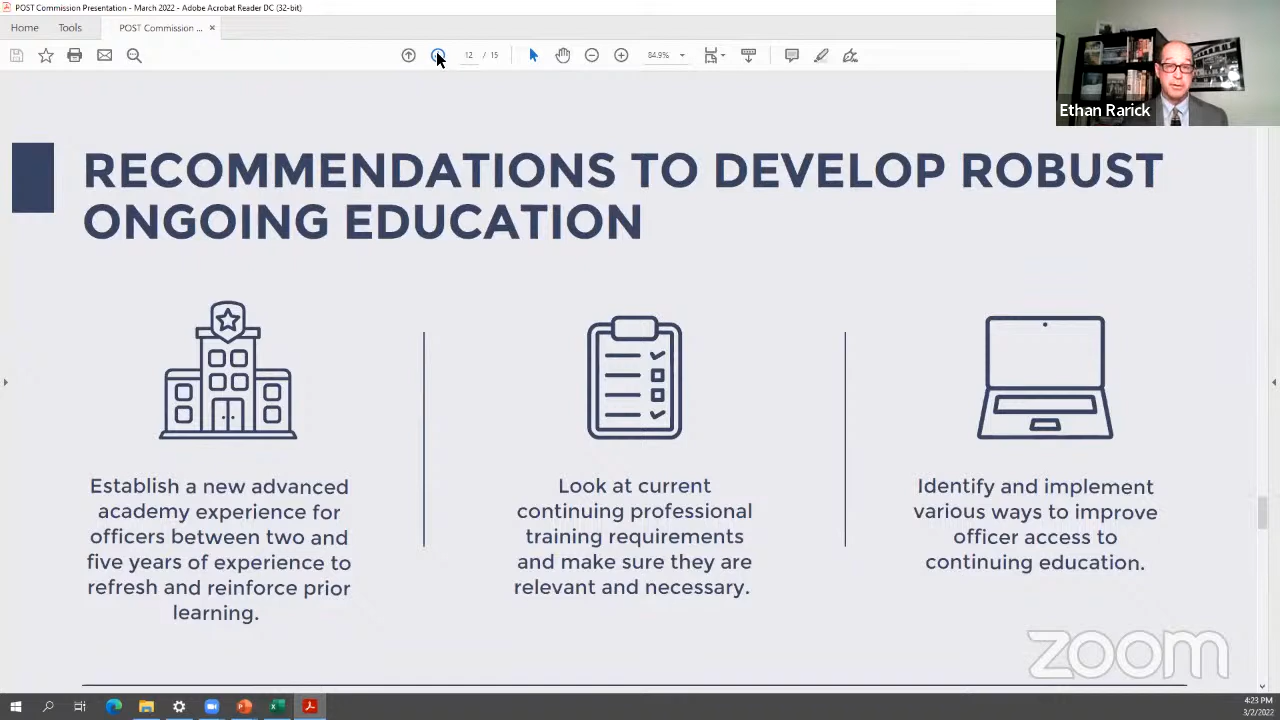 POST Commission Presentation - March 2022 - Adobe Acrobat Reader DC (32-bit)
Home
Tools
POST Commission ...
12 / 15
84.9%
Ethan Rarick
RECOMMENDATIONS TO DEVELOP ROBUST
ONGOING EDUCATION
Establish a new advanced
academy experience for
officers between two and
five years of experience to
refresh and reinforce prior
learning.
Look at current
continuing professional
training requirements
and make sure they are
relevant and necessary.
Identify and implement
various ways to improve
officer access to
continuing education.
zoom
4:23 PM
3/2/2022